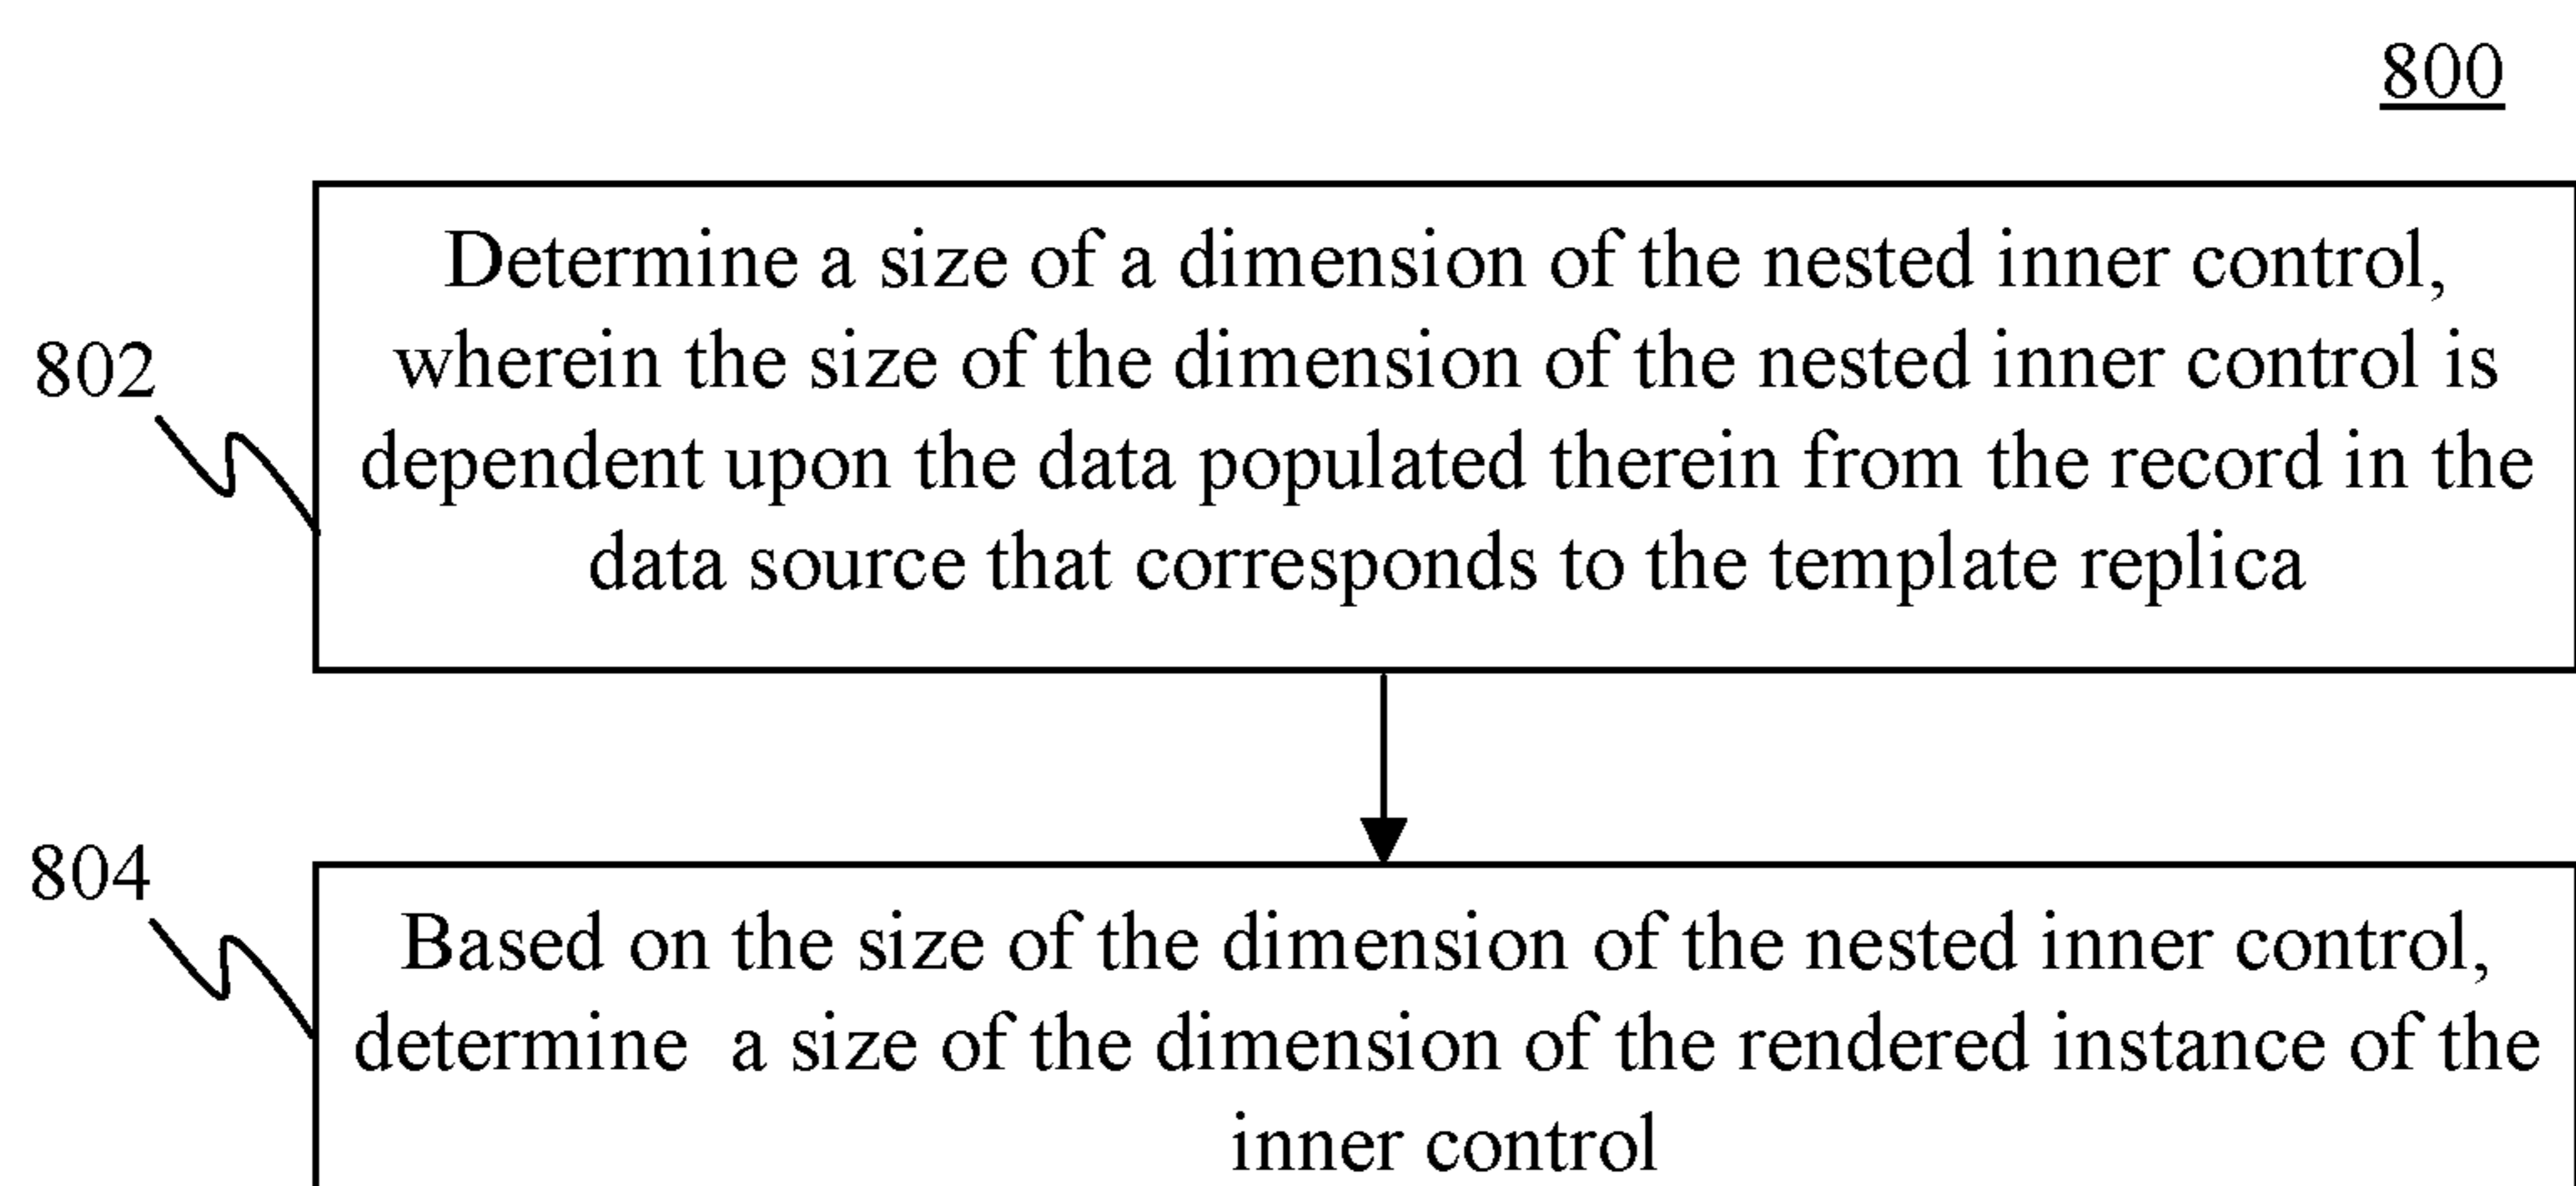 800
802
Determine a size of a dimension of the nested inner control,
wherein the size of the dimension of the nested inner control is
dependent upon the data populated therein from the record in the
data source that corresponds to the template replica
804
Based on the size of the dimension of the nested inner control,
determine  a size of the dimension of the rendered instance of the
inner control